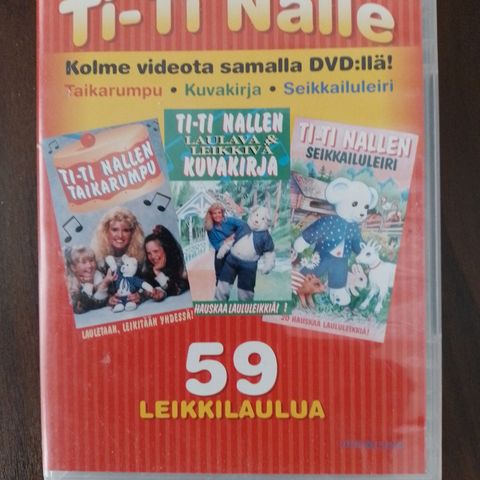 Ti-Ti Nalle
Kolme videota samalla DVD:llä!
Taikarumpu • Kuvakirja • Seikkailuleiri
TI-TI NALLEN
TAIKARUMPU
LAULETAAN, LEIKITÄÄN YHDESSÄ!
TI-TI NALLEN
LAULAVA &
LEIKKIVÄ
KUVAKIRJA
HAUSKAA LAULULEIKKIÄ!
TI-TI NALLEN
SEIKKAILULEIRI
20 HAUSKAA LAULULEIKKIÄ!
59
LEIKKILAULUA